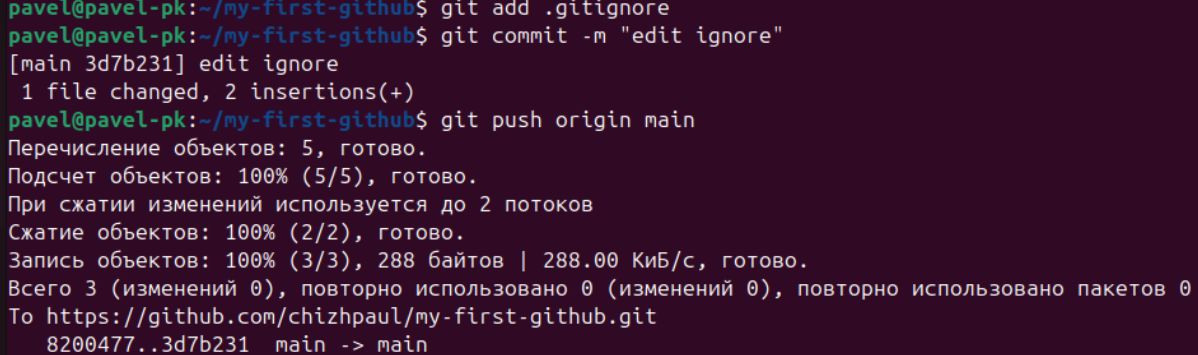 pavel@pavel-pk:~/my-first-github$ git add .gitignore
pavel@pavel-pk:~/my-first-github$ git commit -m "edit ignore"
[main 3d7b231] edit ignore
 1 file changed, 2 insertions(+)
pavel@pavel-pk:~/my-first-github$ git push origin main
Перечисление объектов: 5, готово.
Подсчет объектов: 100% (5/5), готово.
При сжатии изменений используется до 2 потоков
Сжатие объектов: 100% (2/2), готово.
Запись объектов: 100% (3/3), 288 байтов | 288.00 КиБ/с, готово.
Всего 3 (изменений 0), повторно использовано 0 (изменений 0), повторно использовано пакетов 0
To https://github.com/chizhpaul/my-first-github.git
   8200477..3d7b231  main -> main